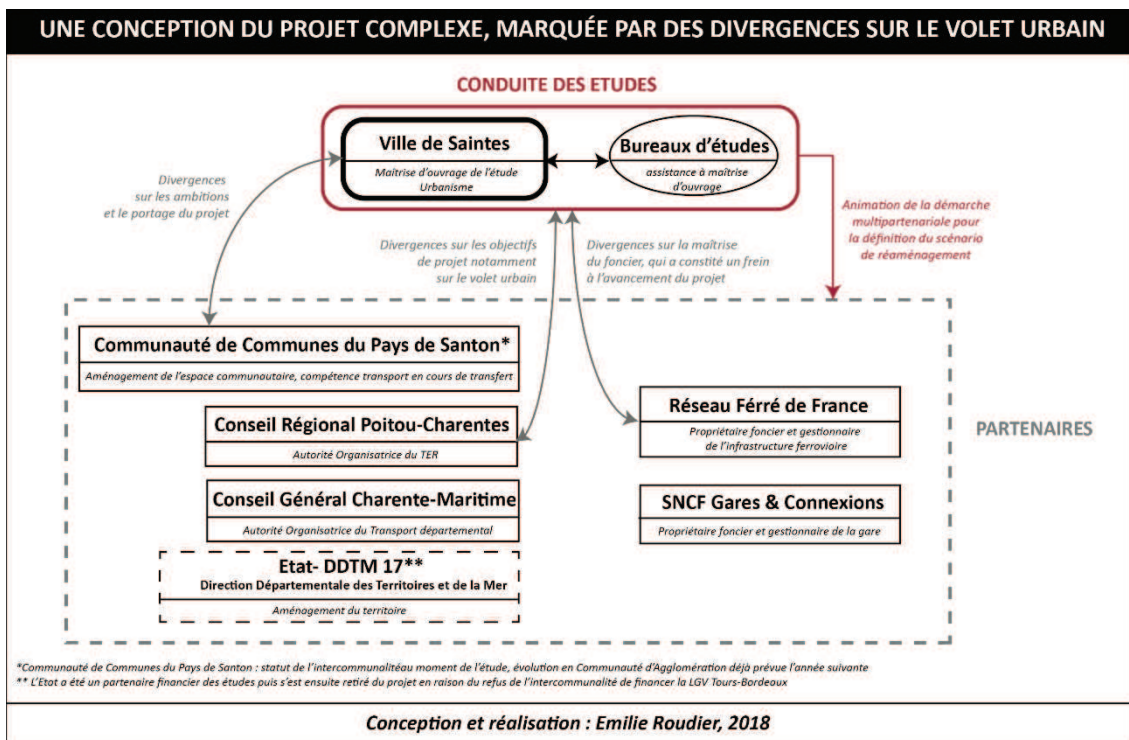 UNE CONCEPTION DU PROJET COMPLEXE, MARQUÉE PAR DES DIVERGENCES SUR LE VOLET URBAIN
CONDUITE DES ETUDES
Ville de Saintes
Maîtrise d'ouvrage de l'étude
Urbanisme
Bureaux d'études
assistance à maîtrise
d'ouvrage
Divergences
sur les ambitions
et le portage du projet
Divergences sur les objectifs
de projet notamment
sur le volet urbain
Divergences sur la maîtrise
du foncier, qui a constité un frein
à l'avancement du projet
Animation de la démarche
multipartenariale pour
la définition du scénario
de réaménagement
Communauté de Communes du Pays de Santon*
Aménagement de l'espace communautaire, compétence transport en cours de transfert
Conseil Régional Poitou-Charentes
Autorité Organisatrice du TER
Conseil Général Charente-Maritime
Autorité Organisatrice du Transport départemental
Etat- DDTM 17**
Direction Départementale des Territoires et de la Mer
Aménagement du territoire
Réseau Férré de France
Propriétaire foncier et gestionnaire
de l'infrastructure ferrovioire
SNCF Gares & Connexions
Propriétaire foncier et gestionnaire de la gare
PARTENAIRES
*Communauté de Communes du Pays de Santon : statut de l'intercommunalitéau moment de l'étude, évolution en Communauté d'Agglomération déjà prévue l'année suivante
** L'Etat a été un partenaire financier des études puis s'est ensuite retiré du projet en raison du refus de l'intercommunalité de financer la LGV Tours-Bordeaux
Conception et réalisation : Emilie Roudier, 2018